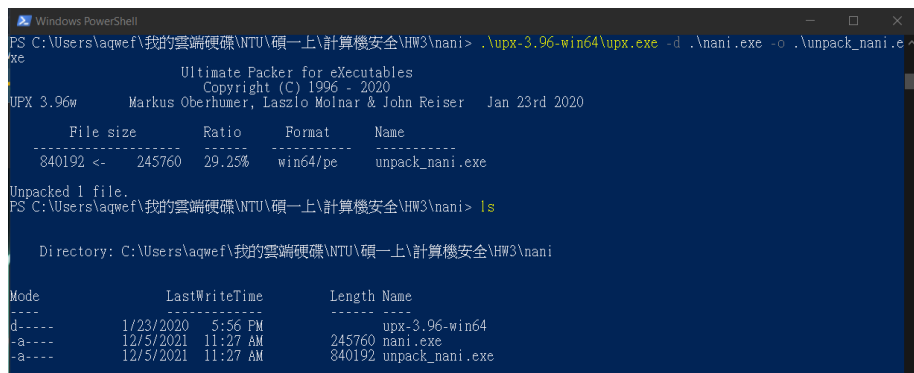 Windows PowerShell
PS C:\Users\aqwef\我的雲端硬碟\NTU\碩一上\計算機安全\HW3\nani> .\upx-3.96-win64\upx.exe -d .\nani.exe -o .\unpack_nani.e
xe
Ultimate Packer for eXecutables
Copyright (C) 1996 - 2020
UPX 3.96w Markus Oberhumer, Laszlo Molnar & John Reiser Jan 23rd 2020
File size Ratio Format Name
-------------------- ------ ----------- -----------
840192 <- 245760 29.25% win64/pe unpack_nani.exe
Unpacked 1 file.
PS C:\Users\aqwef\我的雲端硬碟\NTU\碩一上\計算機安全\HW3\nani> ls
Directory: C:\Users\aqwef\我的雲端硬碟\NTU\碩一上\計算機安全\HW3\nani
Mode LastWriteTime Length Name
---- ------------- ------ ----
d----- 1/23/2020 5:56 PM upx-3.96-win64
-a---- 12/5/2021 11:27 AM 245760 nani.exe
-a---- 12/5/2021 11:27 AM 840192 unpack_nani.exe